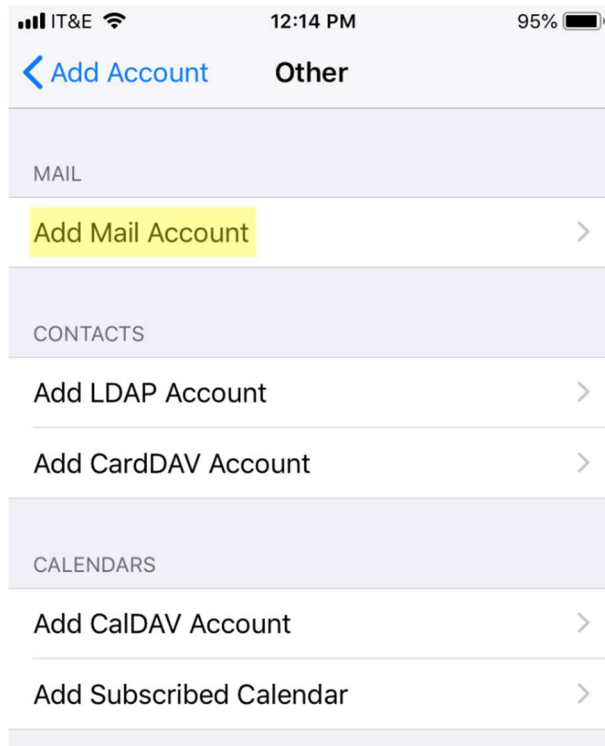 IT&E 12:14 PM 95%
Add Account Other
MAIL
Add Mail Account
CONTACTS
Add LDAP Account
Add CardDAV Account
CALENDARS
Add CalDAV Account
Add Subscribed Calendar